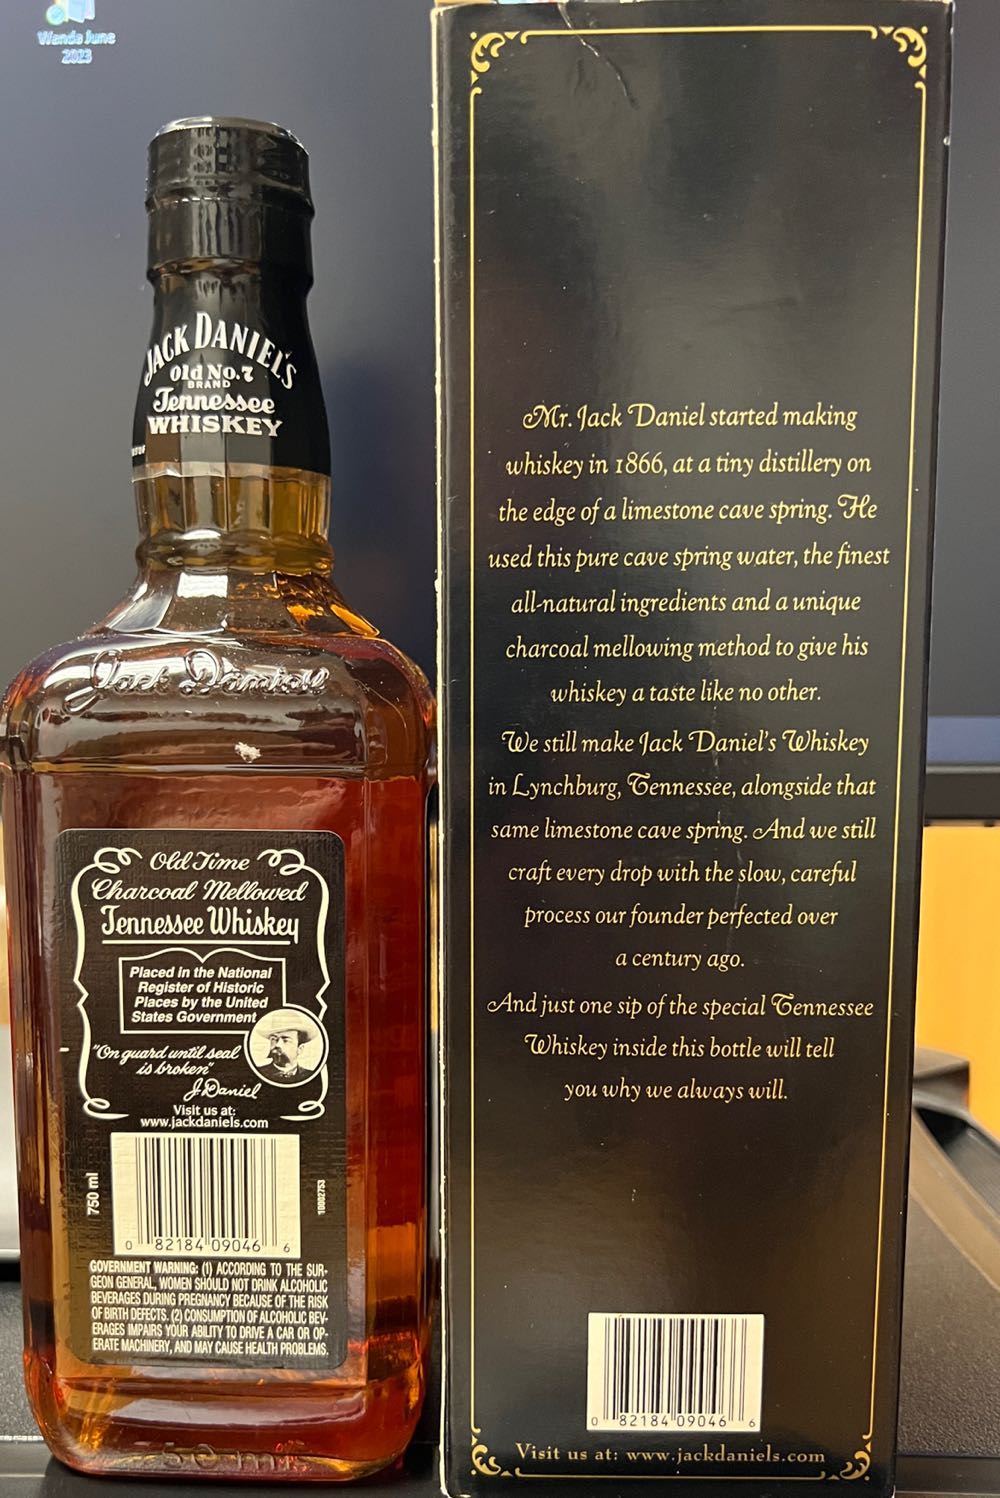 Wanda June
2023
JACK DANIEL'S
Old No.7
BRAND
Tennessee
WHISKEY
Jack Daniel's
Old Time
Charcoal Mellowed
Tennessee Whiskey
Placed in the National
Register of Historic
Places by the United
States Government
"On guard until seal
is broken"
J. Daniel
Visit us at:
www.jackdaniels.com
750 ml
10002753
0 82184 09046 6
GOVERNMENT WARNING: (1) ACCORDING TO THE SUR-
GEON GENERAL, WOMEN SHOULD NOT DRINK ALCOHOLIC
BEVERAGES DURING PREGNANCY BECAUSE OF THE RISK
OF BIRTH DEFECTS. (2) CONSUMPTION OF ALCOHOLIC BEV-
ERAGES IMPAIRS YOUR ABILITY TO DRIVE A CAR OR OP-
ERATE MACHINERY, AND MAY CAUSE HEALTH PROBLEMS.
Mr. Jack Daniel started making
whiskey in 1866, at a tiny distillery on
the edge of a limestone cave spring. He
used this pure cave spring water, the finest
all-natural ingredients and a unique
charcoal mellowing method to give his
whiskey a taste like no other.
We still make Jack Daniel's Whiskey
in Lynchburg, Tennessee, alongside that
same limestone cave spring. And we still
craft every drop with the slow, careful
process our founder perfected over
a century ago.
And just one sip of the special Tennessee
Whiskey inside this bottle will tell
you why we always will.
0 82184 09046 6
Visit us at: www.jackdaniels.com